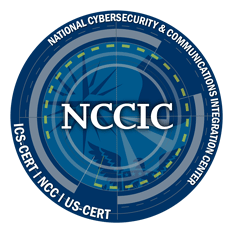 NATIONAL CYBERSECURITY & COMMUNICATIONS INTEGRATION CENTER
NCCIC
ICS-CERT | NCC | US-CERT